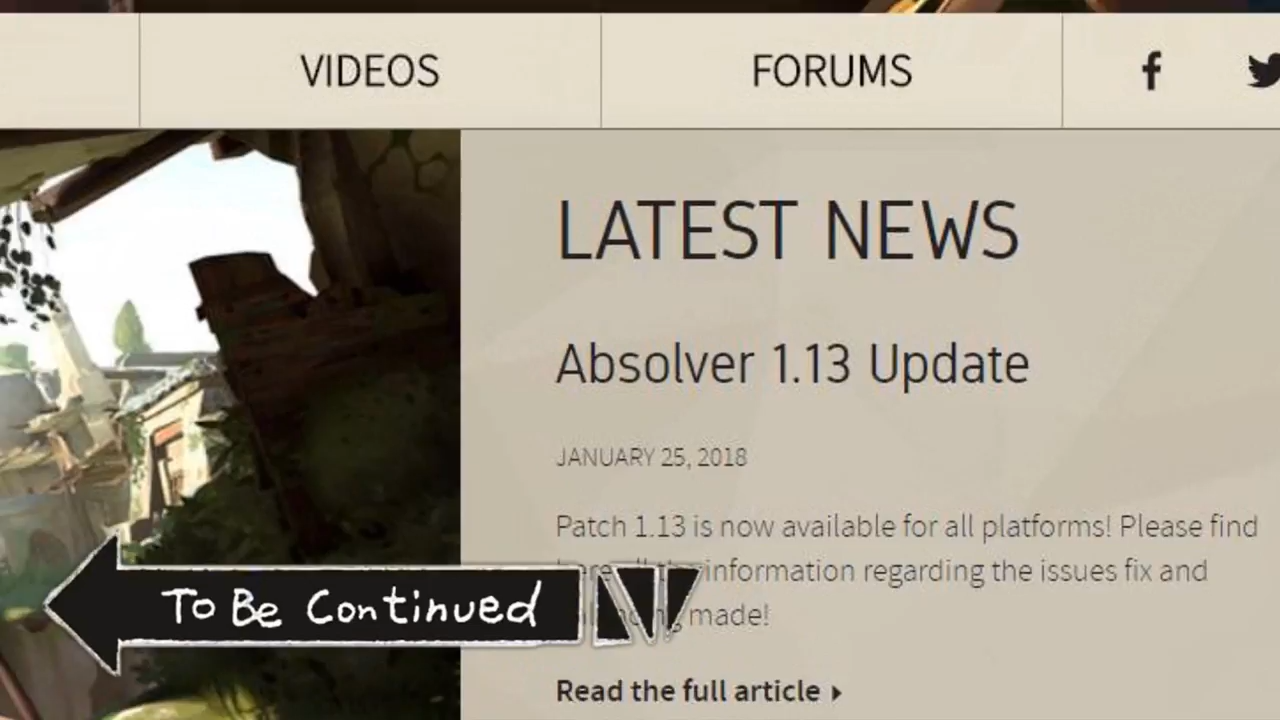 VIDEOS
FORUMS
LATEST NEWS
Absolver 1.13 Update
JANUARY 25, 2018
Patch 1.13 is now available for all platforms! Please find
information regarding the issues fix and
made!
To Be Continued
Read the full article